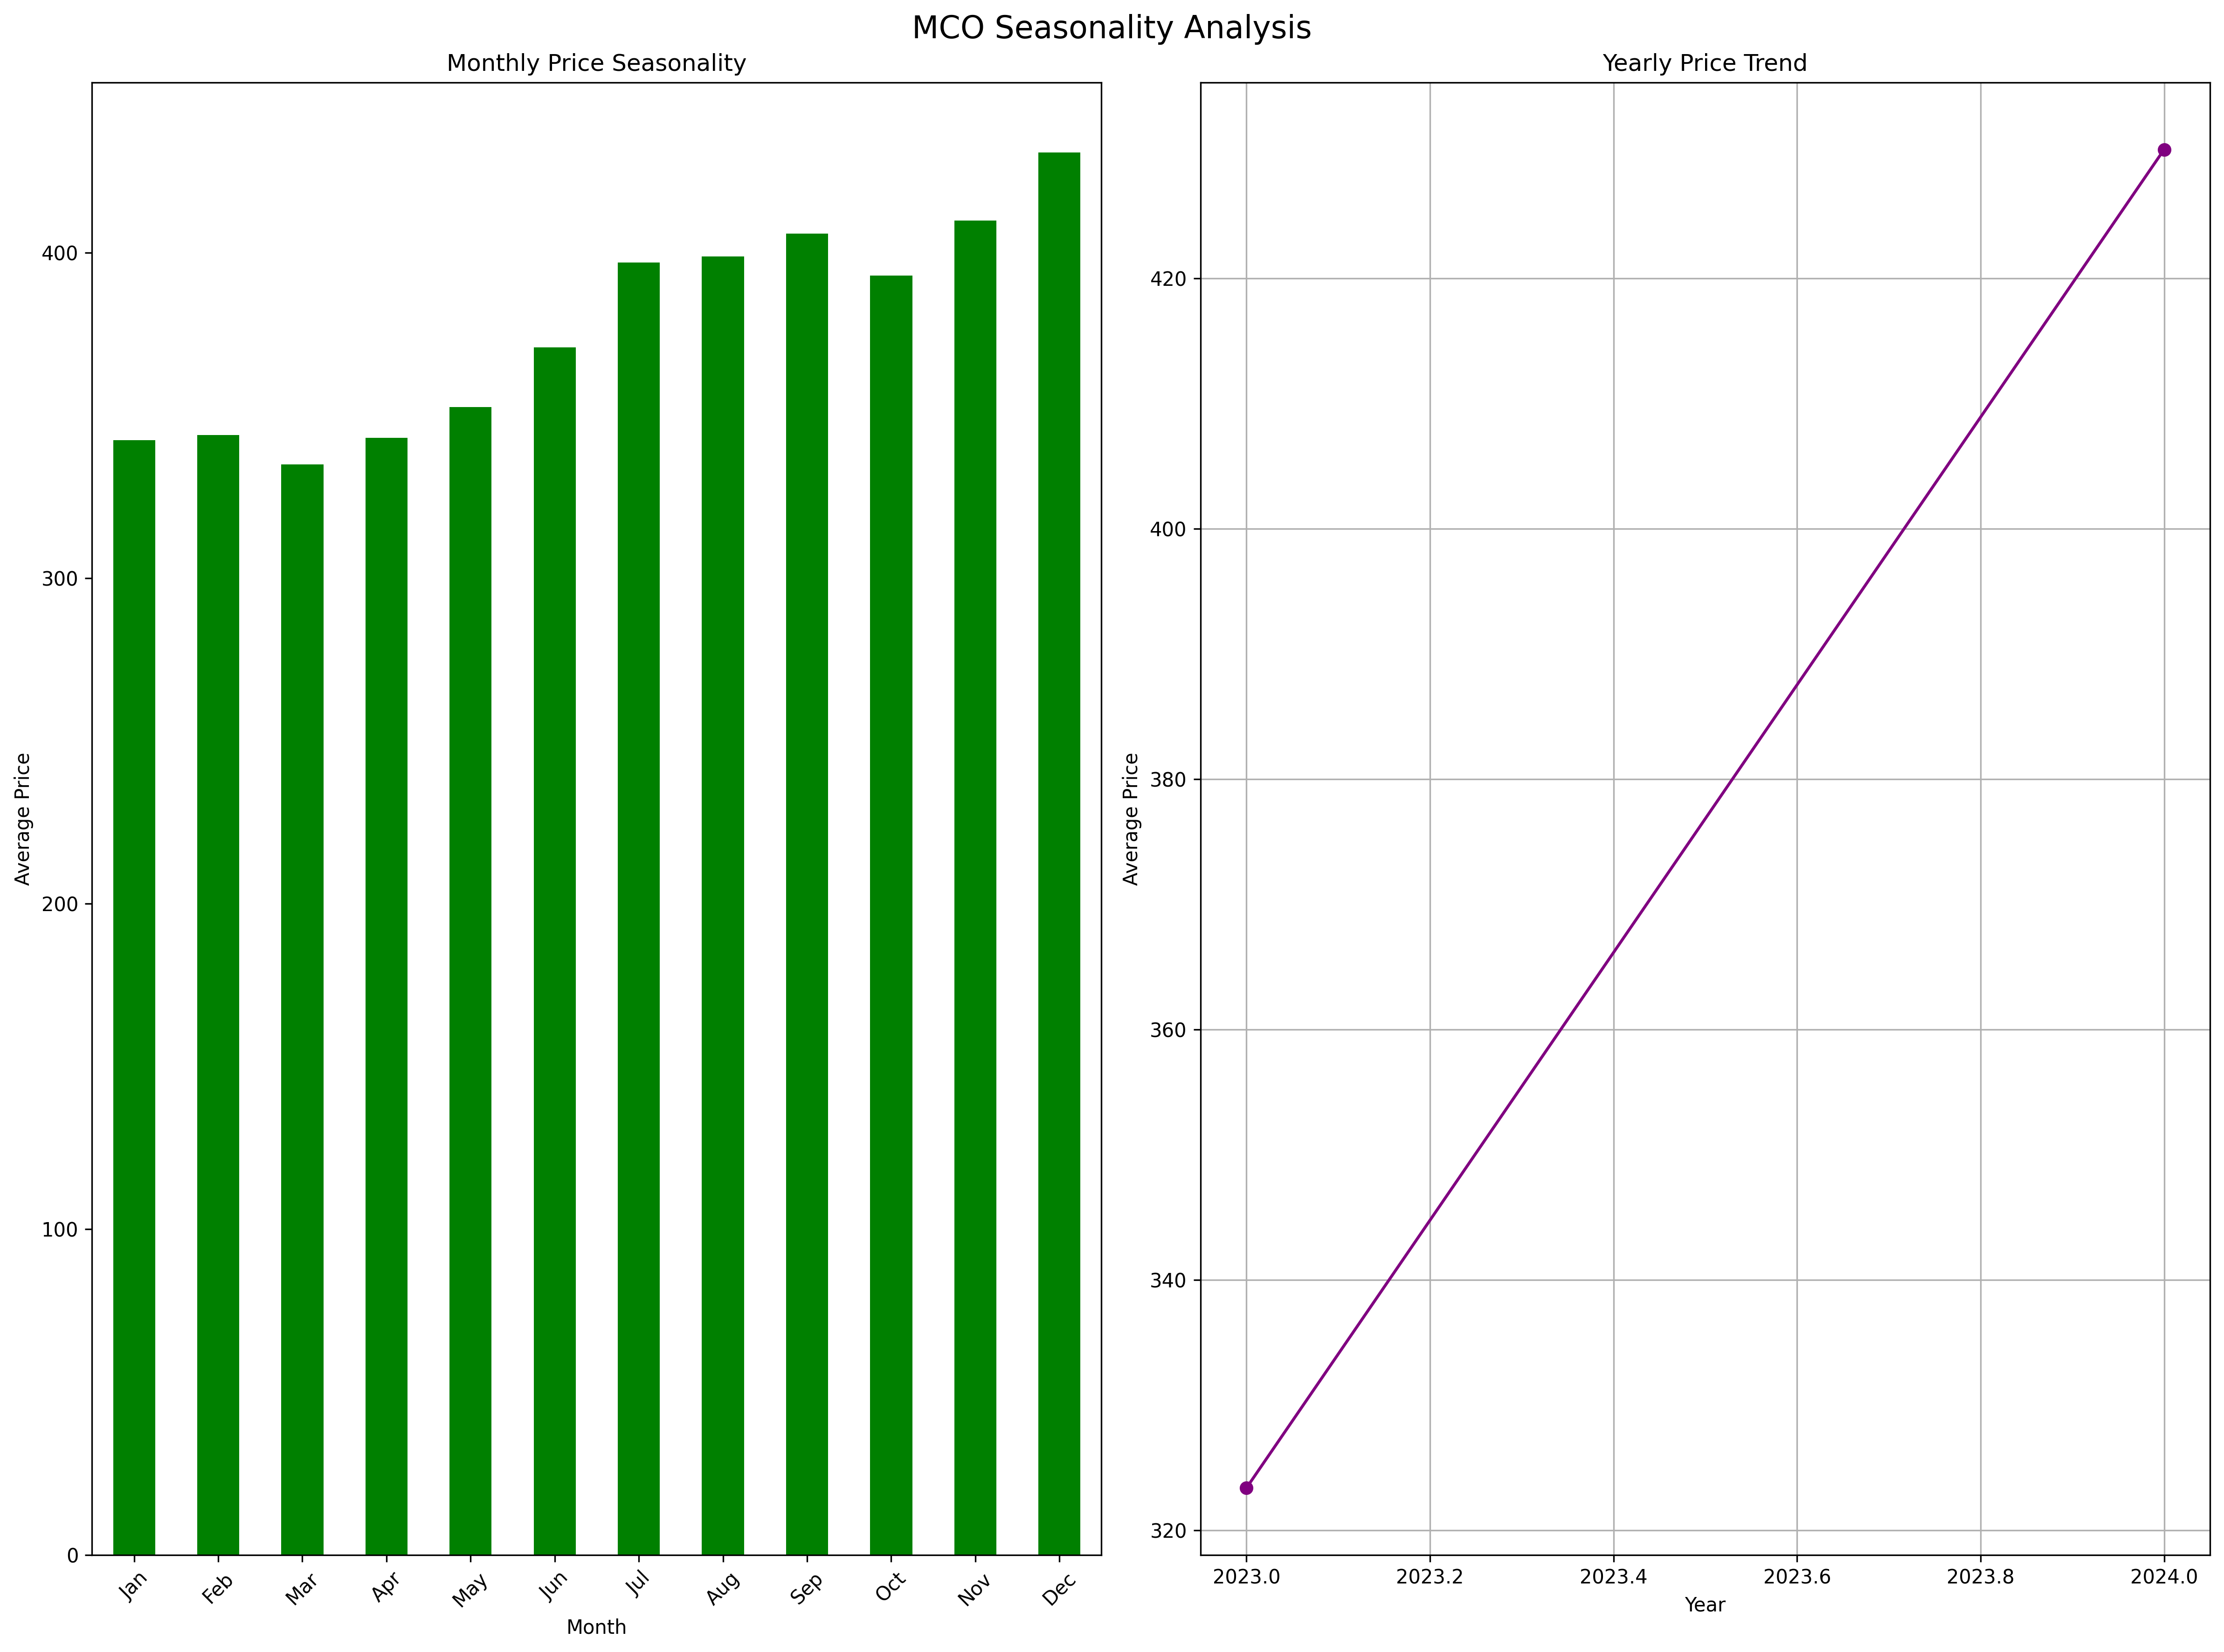 MCO Seasonality Analysis
Monthly Price Seasonality
Average Price
400
300
200
100
0
Jan Feb Mar Apr May Jun Jul Aug Sep Oct Nov Dec
Month
Yearly Price Trend
Average Price
420
400
380
360
340
320
2023.0 2023.2 2023.4 2023.6 2023.8 2024.0
Year